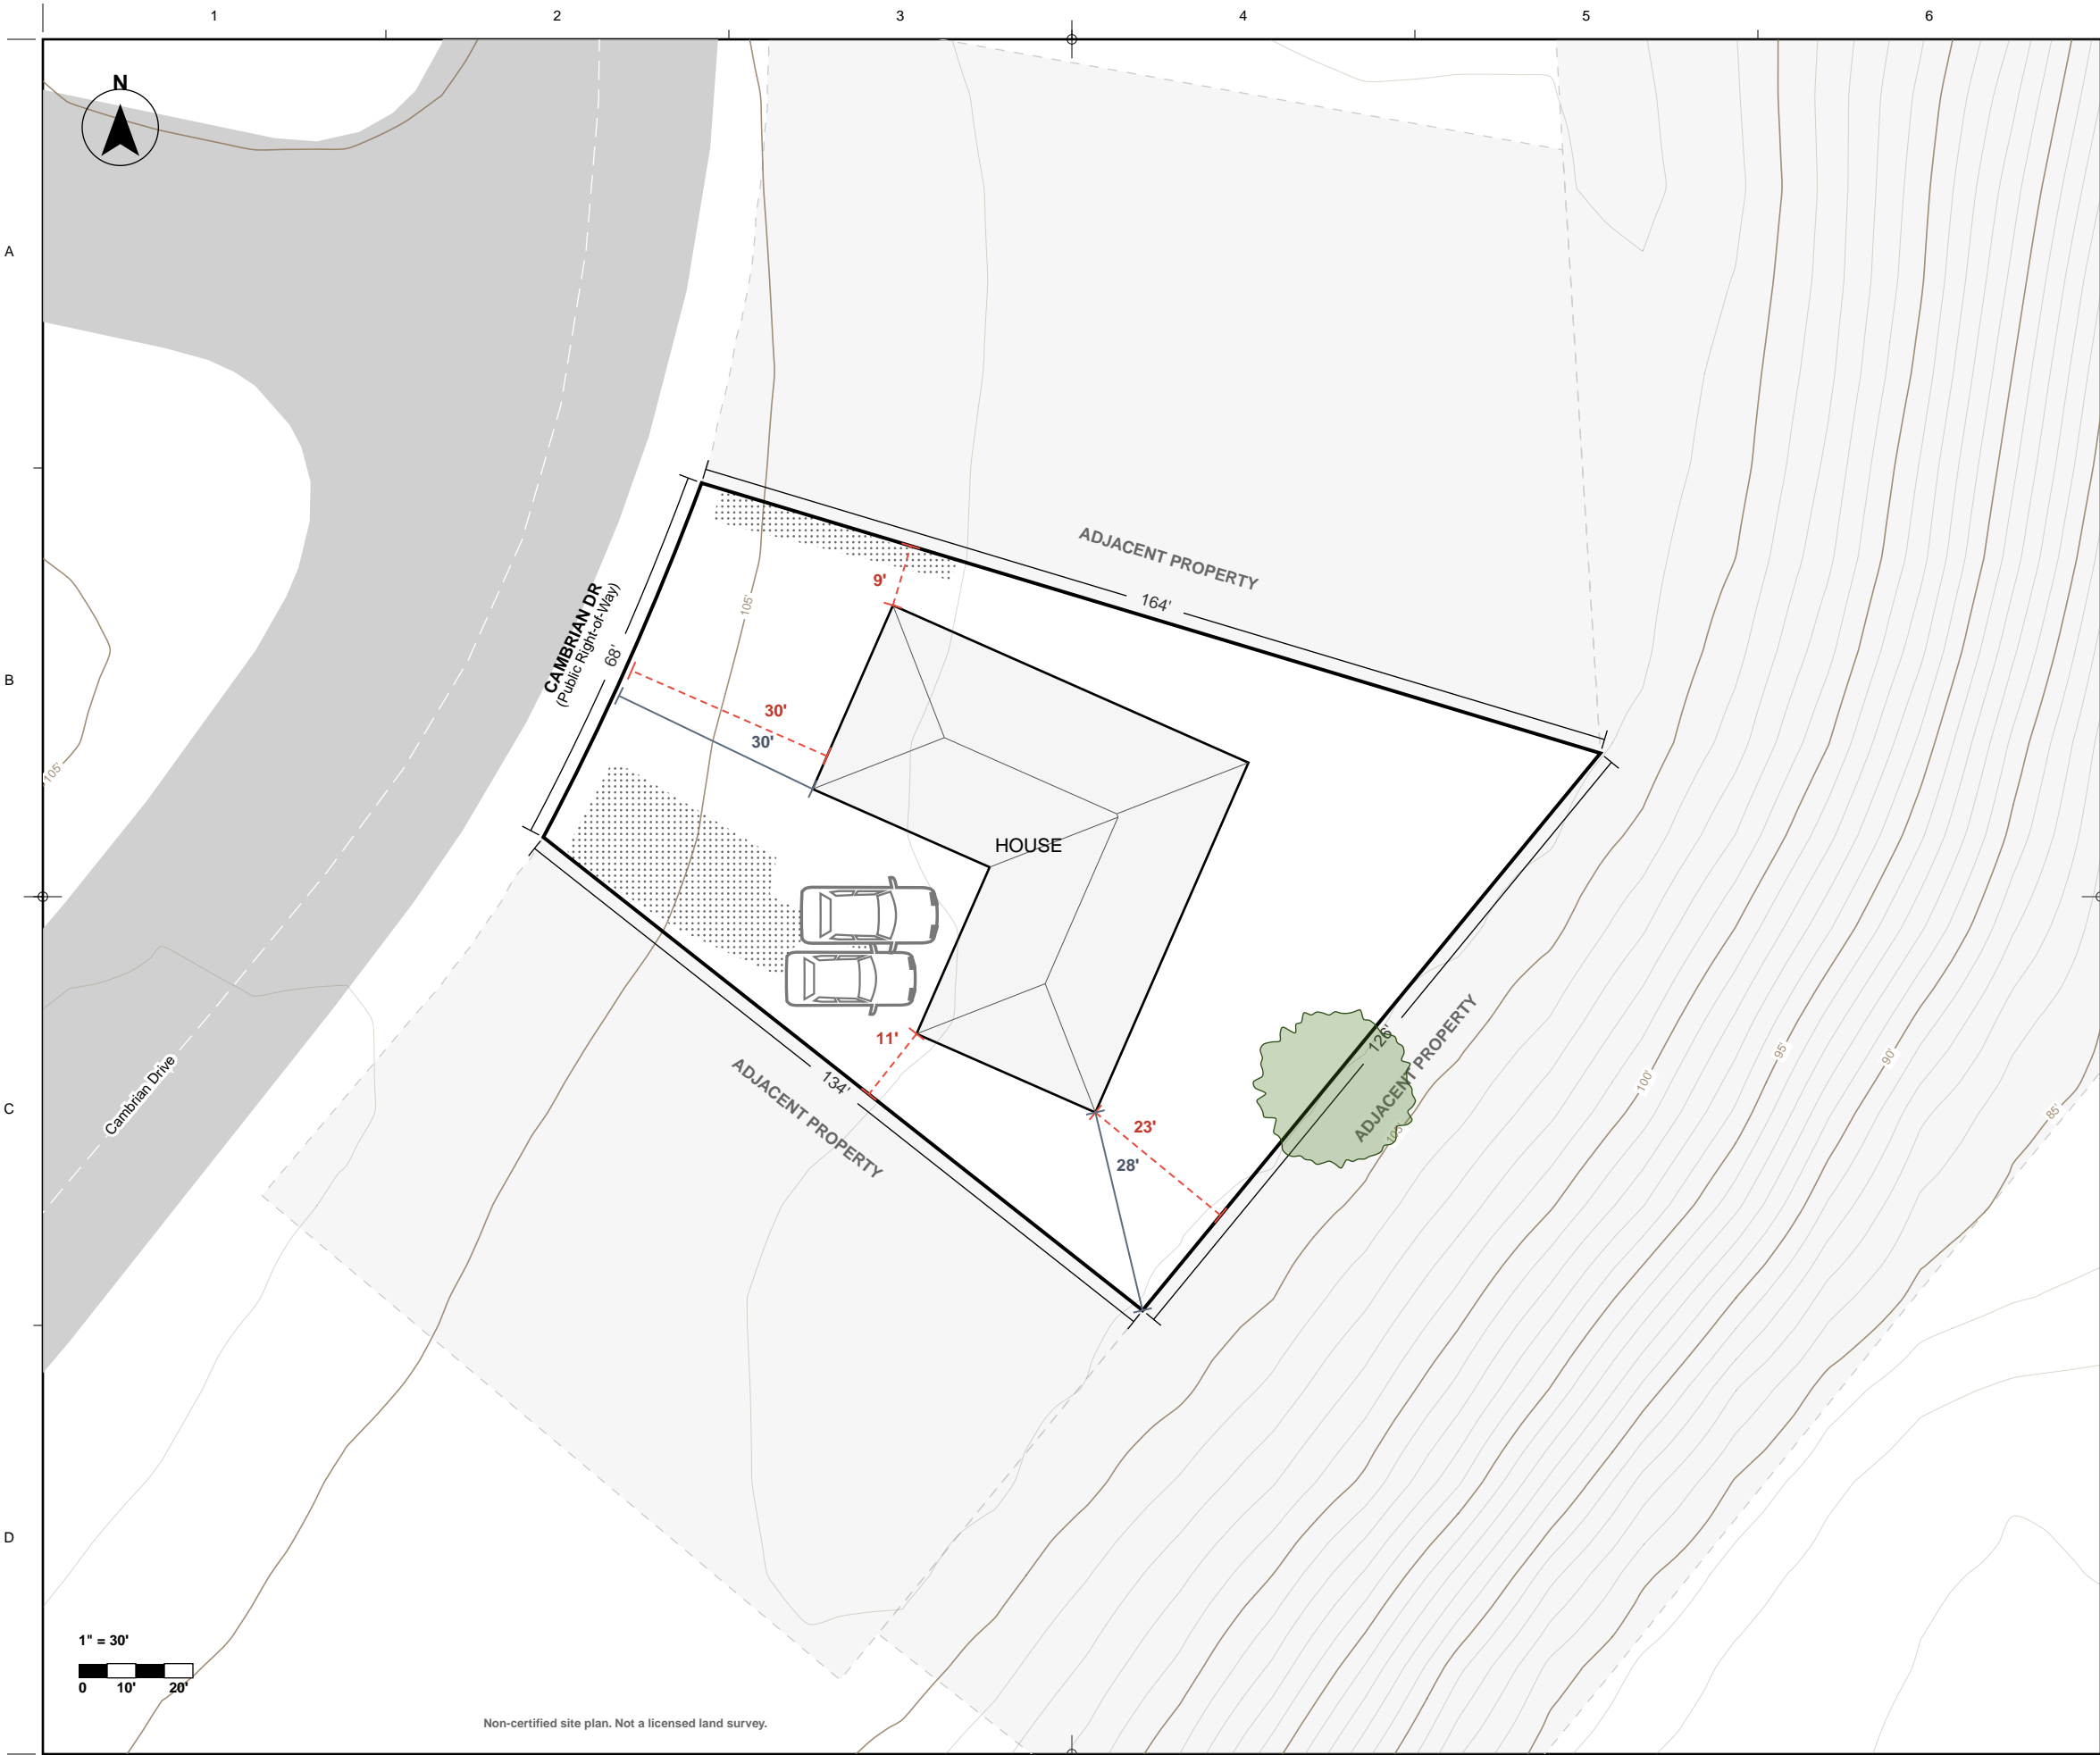 1
2
3
4
5
6
N
A
ADJACENT PROPERTY
164'
9'
CAMBRIAN DR
(Public Right-of-Way)
68'
105'
B
30'
30'
105'
HOUSE
126'
ADJACENT PROPERTY
11'
134'
ADJACENT PROPERTY
Cambrian Drive
C
23'
28'
105'
100'
95'
90'
85'
D
1" = 30'
0 10' 20'
Non-certified site plan. Not a licensed land survey.